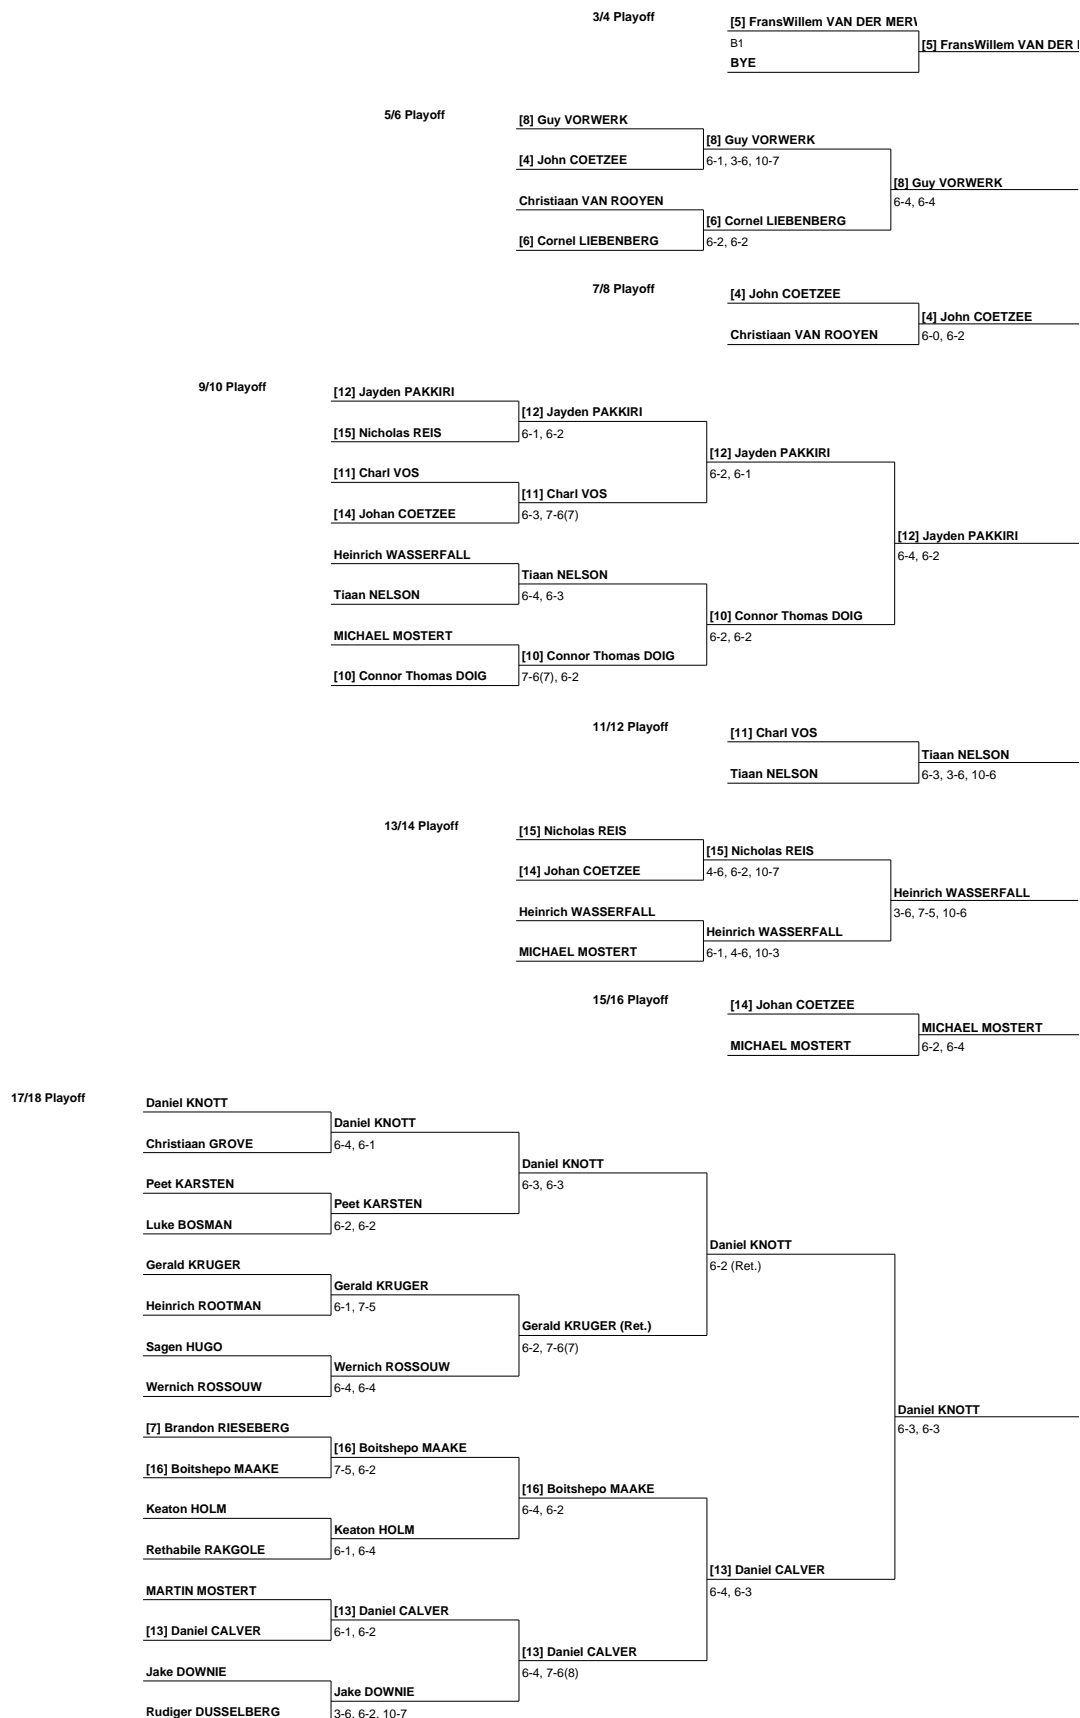 3/4 Playoff
[5] FransWillem VAN DER MER
B1
[5] FransWillem VAN DER
BYE
5/6 Playoff
[8] Guy VORWERK
[8] Guy VORWERK
[4] John COETZEE
6-1, 3-6, 10-7
[8] Guy VORWERK
Christiaan VAN ROOYEN
6-4, 6-4
[6] Cornel LIEBENBERG
[6] Cornel LIEBENBERG
6-2, 6-2
7/8 Playoff
[4] John COETZEE
[4] John COETZEE
Christiaan VAN ROOYEN
6-0, 6-2
9/10 Playoff
[12] Jayden PAKKIRI
[12] Jayden PAKKIRI
[15] Nicholas REIS
6-1, 6-2
[12] Jayden PAKKIRI
[11] Charl VOS
6-2, 6-1
[11] Charl VOS
[14] Johan COETZEE
6-3, 7-6(7)
[12] Jayden PAKKIRI
Heinrich WASSERFALL
6-4, 6-2
Tiaan NELSON
Tiaan NELSON
6-4, 6-3
[10] Connor Thomas DOIG
MICHAEL MOSTERT
6-2, 6-2
[10] Connor Thomas DOIG
[10] Connor Thomas DOIG
7-6(7), 6-2
11/12 Playoff
[11] Charl VOS
Tiaan NELSON
Tiaan NELSON
6-3, 3-6, 10-6
13/14 Playoff
[15] Nicholas REIS
[15] Nicholas REIS
[14] Johan COETZEE
4-6, 6-2, 10-7
Heinrich WASSERFALL
Heinrich WASSERFALL
3-6, 7-5, 10-6
Heinrich WASSERFALL
MICHAEL MOSTERT
6-1, 4-6, 10-3
15/16 Playoff
[14] Johan COETZEE
MICHAEL MOSTERT
MICHAEL MOSTERT
6-2, 6-4
17/18 Playoff
Daniel KNOTT
Daniel KNOTT
Christiaan GROVE
6-4, 6-1
Daniel KNOTT
Peet KARSTEN
6-3, 6-3
Peet KARSTEN
Luke BOSMAN
6-2, 6-2
Daniel KNOTT
Gerald KRUGER
6-2 (Ret.)
Gerald KRUGER
Heinrich ROOTMAN
6-1, 7-5
Gerald KRUGER (Ret.)
Sagen HUGO
6-2, 7-6(7)
Wernich ROSSOUW
Wernich ROSSOUW
6-4, 6-4
Daniel KNOTT
[7] Brandon RIESEBERG
6-3, 6-3
[16] Boitshepo MAAKE
[16] Boitshepo MAAKE
7-5, 6-2
[16] Boitshepo MAAKE
Keaton HOLM
6-4, 6-2
Keaton HOLM
Rethabile RAKGOLE
6-1, 6-4
[13] Daniel CALVER
MARTIN MOSTERT
6-4, 6-3
[13] Daniel CALVER
[13] Daniel CALVER
6-1, 6-2
[13] Daniel CALVER
Jake DOWNIE
6-4, 7-6(8)
Jake DOWNIE
Rudiger DUSSELBERG
3-6, 6-2, 10-7